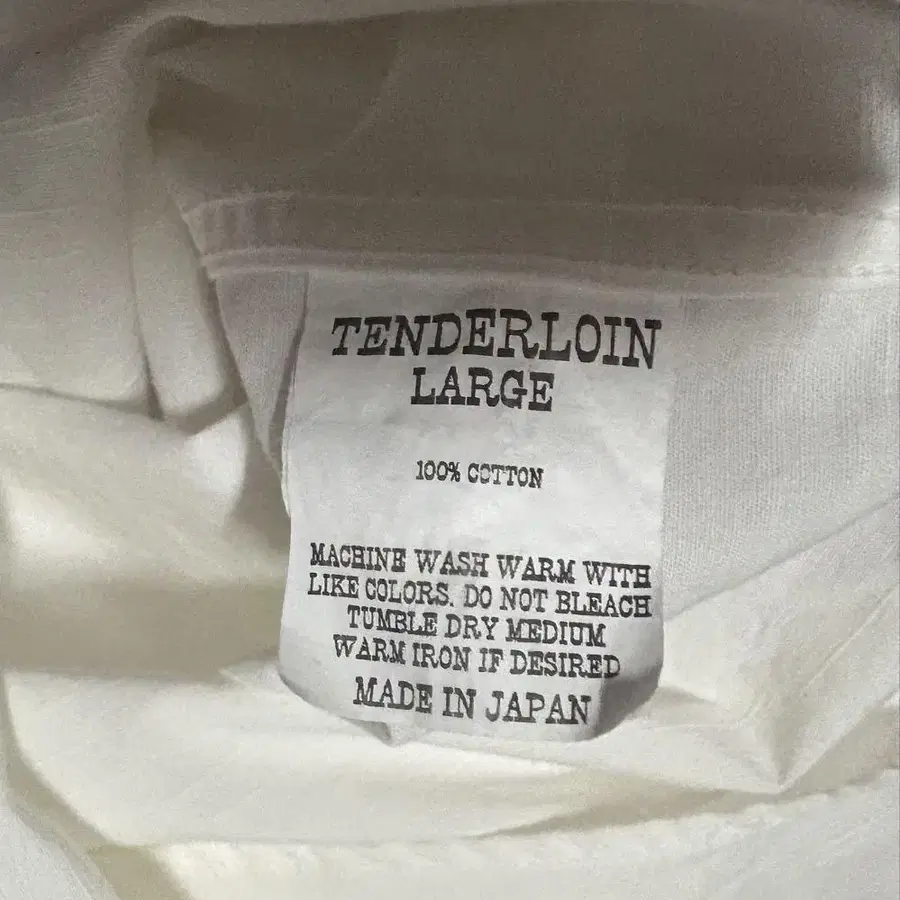 TENDERLOIN
LARGE
100% COTTON
MACHINE WASH WARM WITH
LIKE COLORS. DO NOT BLEACH
TUMBLE DRY MEDIUM
WARM IRON IF DESIRED
MADE IN JAPAN